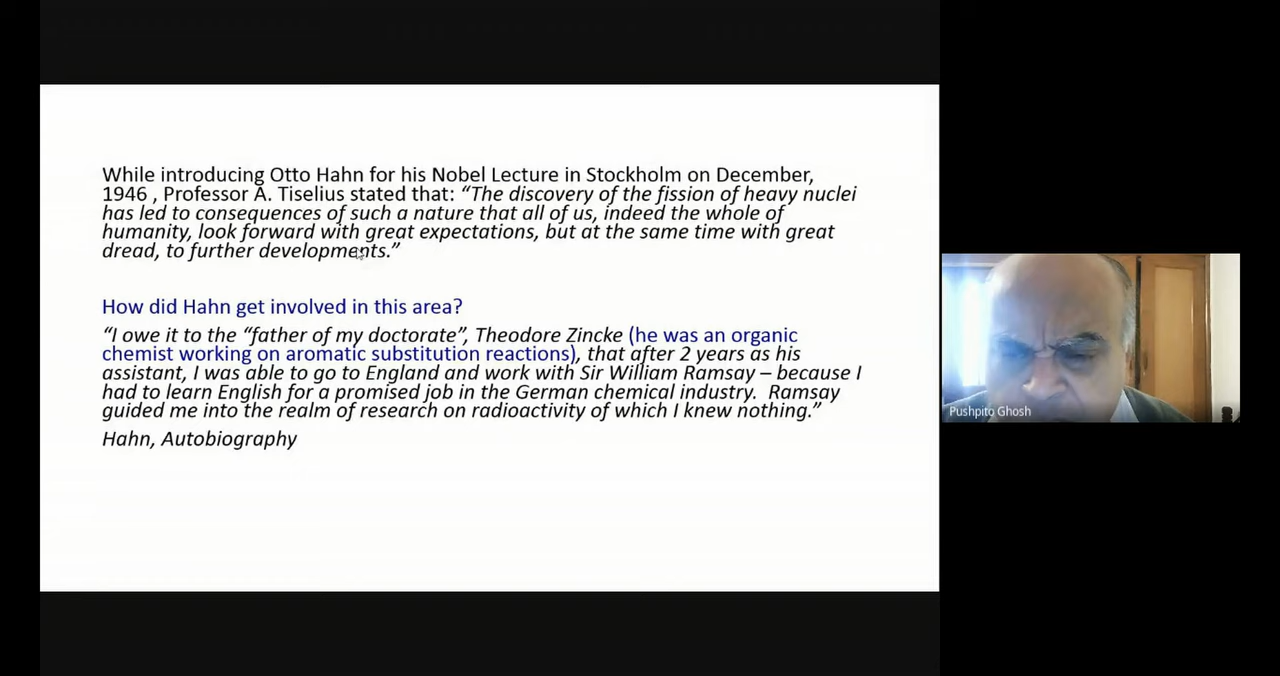 While introducing Otto Hahn for his Nobel Lecture in Stockholm on December,
1946 , Professor A. Tiselius stated that: “The discovery of the fission of heavy nuclei
has led to consequences of such a nature that all of us, indeed the whole of
humanity, look forward with great expectations, but at the same time with great
dread, to further developments.”
How did Hahn get involved in this area?
“I owe it to the “father of my doctorate”, Theodore Zincke (he was an organic
chemist working on aromatic substitution reactions), that after 2 years as his
assistant, I was able to go to England and work with Sir William Ramsay – because I
had to learn English for a promised job in the German chemical industry.  Ramsay
guided me into the realm of research on radioactivity of which I knew nothing.”
Hahn, Autobiography
Pushpito Ghosh